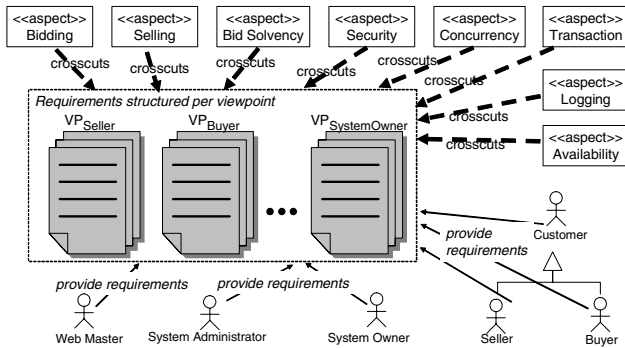 <<aspect>>
Bidding
<<aspect>>
Selling
<<aspect>>
Bid Solvency
<<aspect>>
Security
<<aspect>>
Concurrency
<<aspect>>
Transaction
crosscuts
crosscuts
crosscuts
crosscuts
crosscuts
crosscuts
<<aspect>>
Logging
crosscuts
<<aspect>>
Availability
crosscuts
Requirements structured per viewpoint
VPSeller
VPBuyer
VPSystemOwner
•••
Customer
provide
requirements
provide requirements
provide requirements
Web Master
System Administrator
System Owner
Seller
Buyer